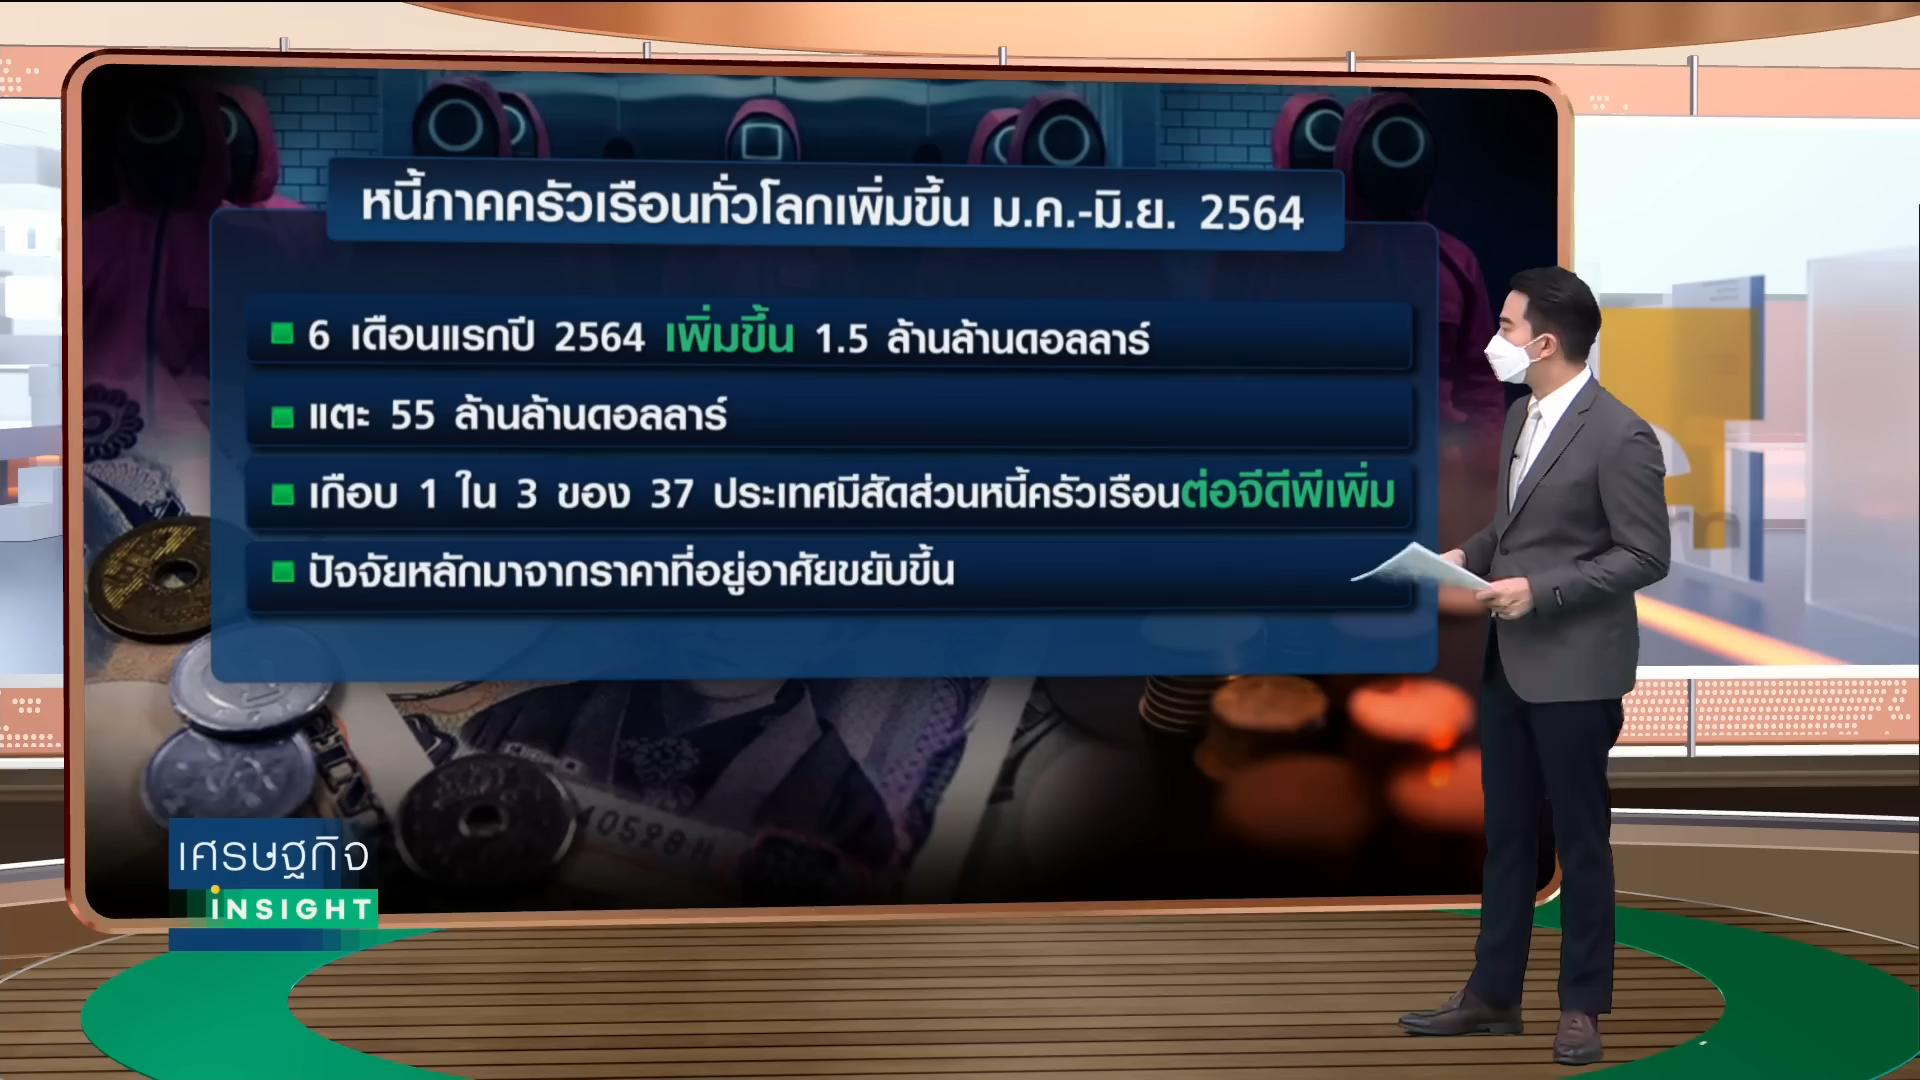 หนี้ภาคครัวเรือนทั่วโลกเพิ่มขึ้น ม.ค.-มิ.ย. 2564
6 เดือนแรกปี 2564 เพิ่มขึ้น 1.5 ล้านล้านดอลลาร์
แตะ 55 ล้านล้านดอลลาร์
เกือบ 1 ใน 3 ของ 37 ประเทศมีสัดส่วนหนี้ครัวเรือนต่อจีดีพีเพิ่ม
ปัจจัยหลักมาจากราคาที่อยู่อาศัยขยับขึ้น
เศรษฐกิจ
INSIGHT